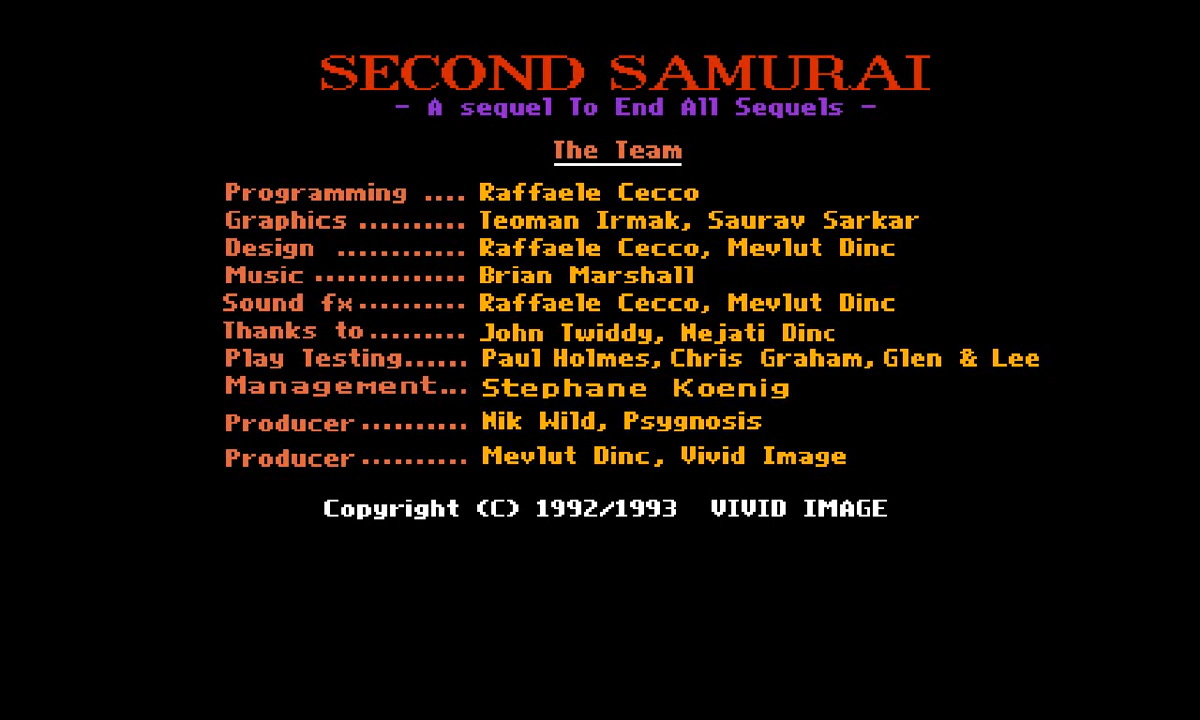 SECOND SAMURAI
- A sequel To End All Sequels -
The Team
Programming .... Raffaele Cecco
Graphics .......... Teoman Irmak, Saurav Sarkar
Design ............ Raffaele Cecco, Mevlut Dinc
Music .............. Brian Marshall
Sound fx.......... Raffaele Cecco, Mevlut Dinc
Thanks to......... John Twiddy, Nejati Dinc
Play Testing...... Paul Holmes, Chris Graham, Glen & Lee
Management... Stephane Koenig
Producer .......... Nik Wild, Psygnosis
Producer .......... Mevlut Dinc, Vivid Image
Copyright (C) 1992/1993 VIVID IMAGE